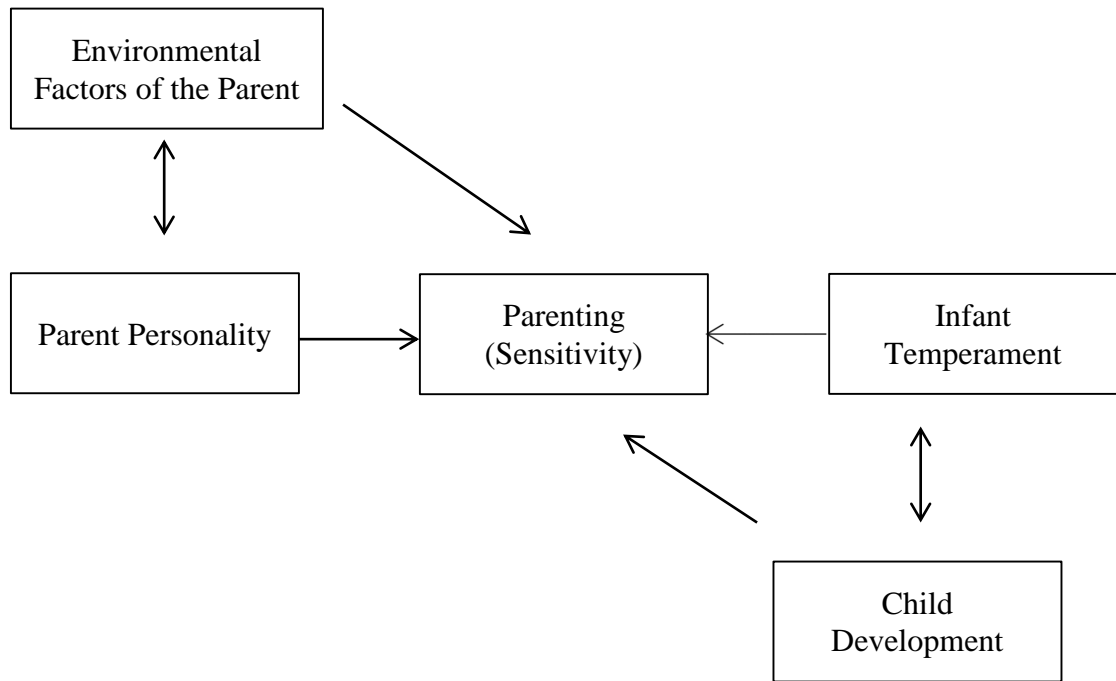 Environmental
Factors of the Parent
Parent Personality
Parenting
(Sensitivity)
Infant
Temperament
Child
Development